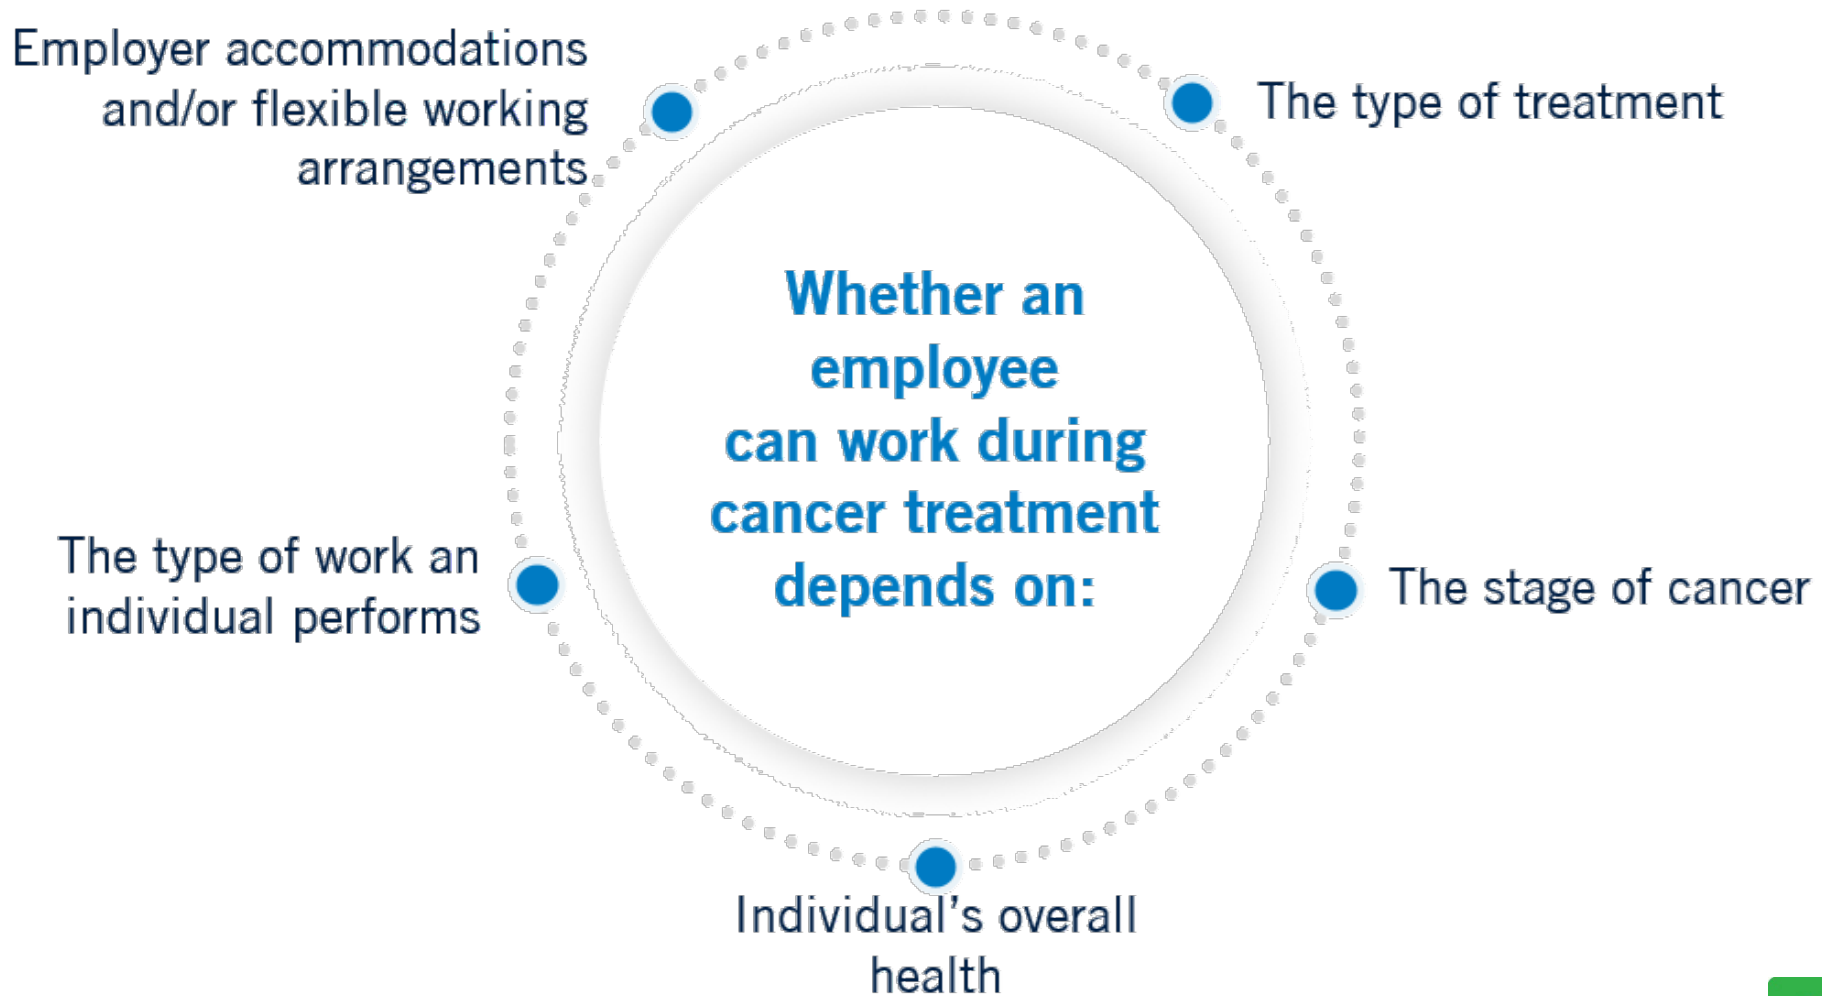 Whether an
employee
can work during
cancer treatment
depends on:
The type of treatment
The stage of cancer
Individual’s overall
health
The type of work an
individual performs
Employer accommodations
and/or flexible working
arrangements